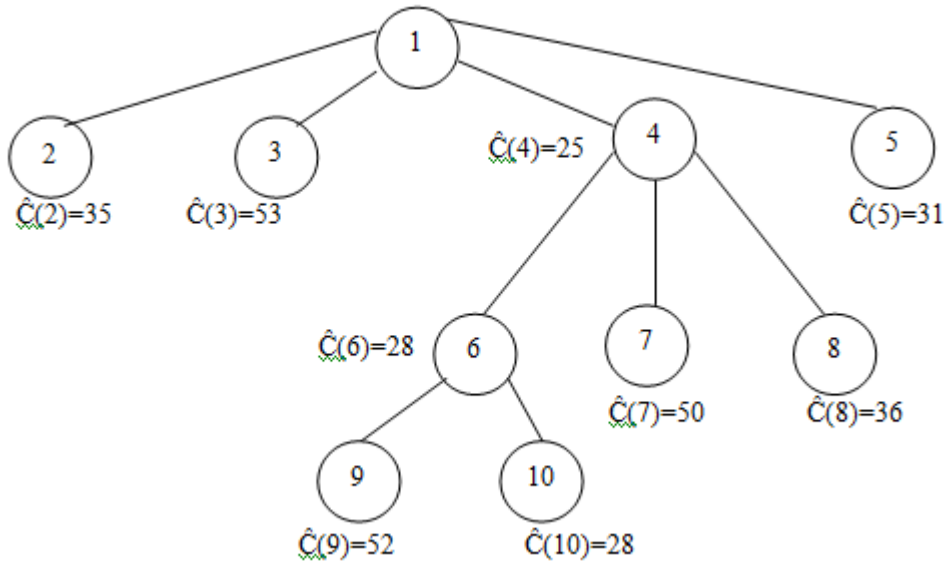 1
2
3
4
5
Ĉ(4)=25
Ĉ(2)=35
Ĉ(3)=53
Ĉ(5)=31
Ĉ(6)=28
6
7
8
Ĉ(7)=50
Ĉ(8)=36
9
10
Ĉ(9)=52
Ĉ(10)=28